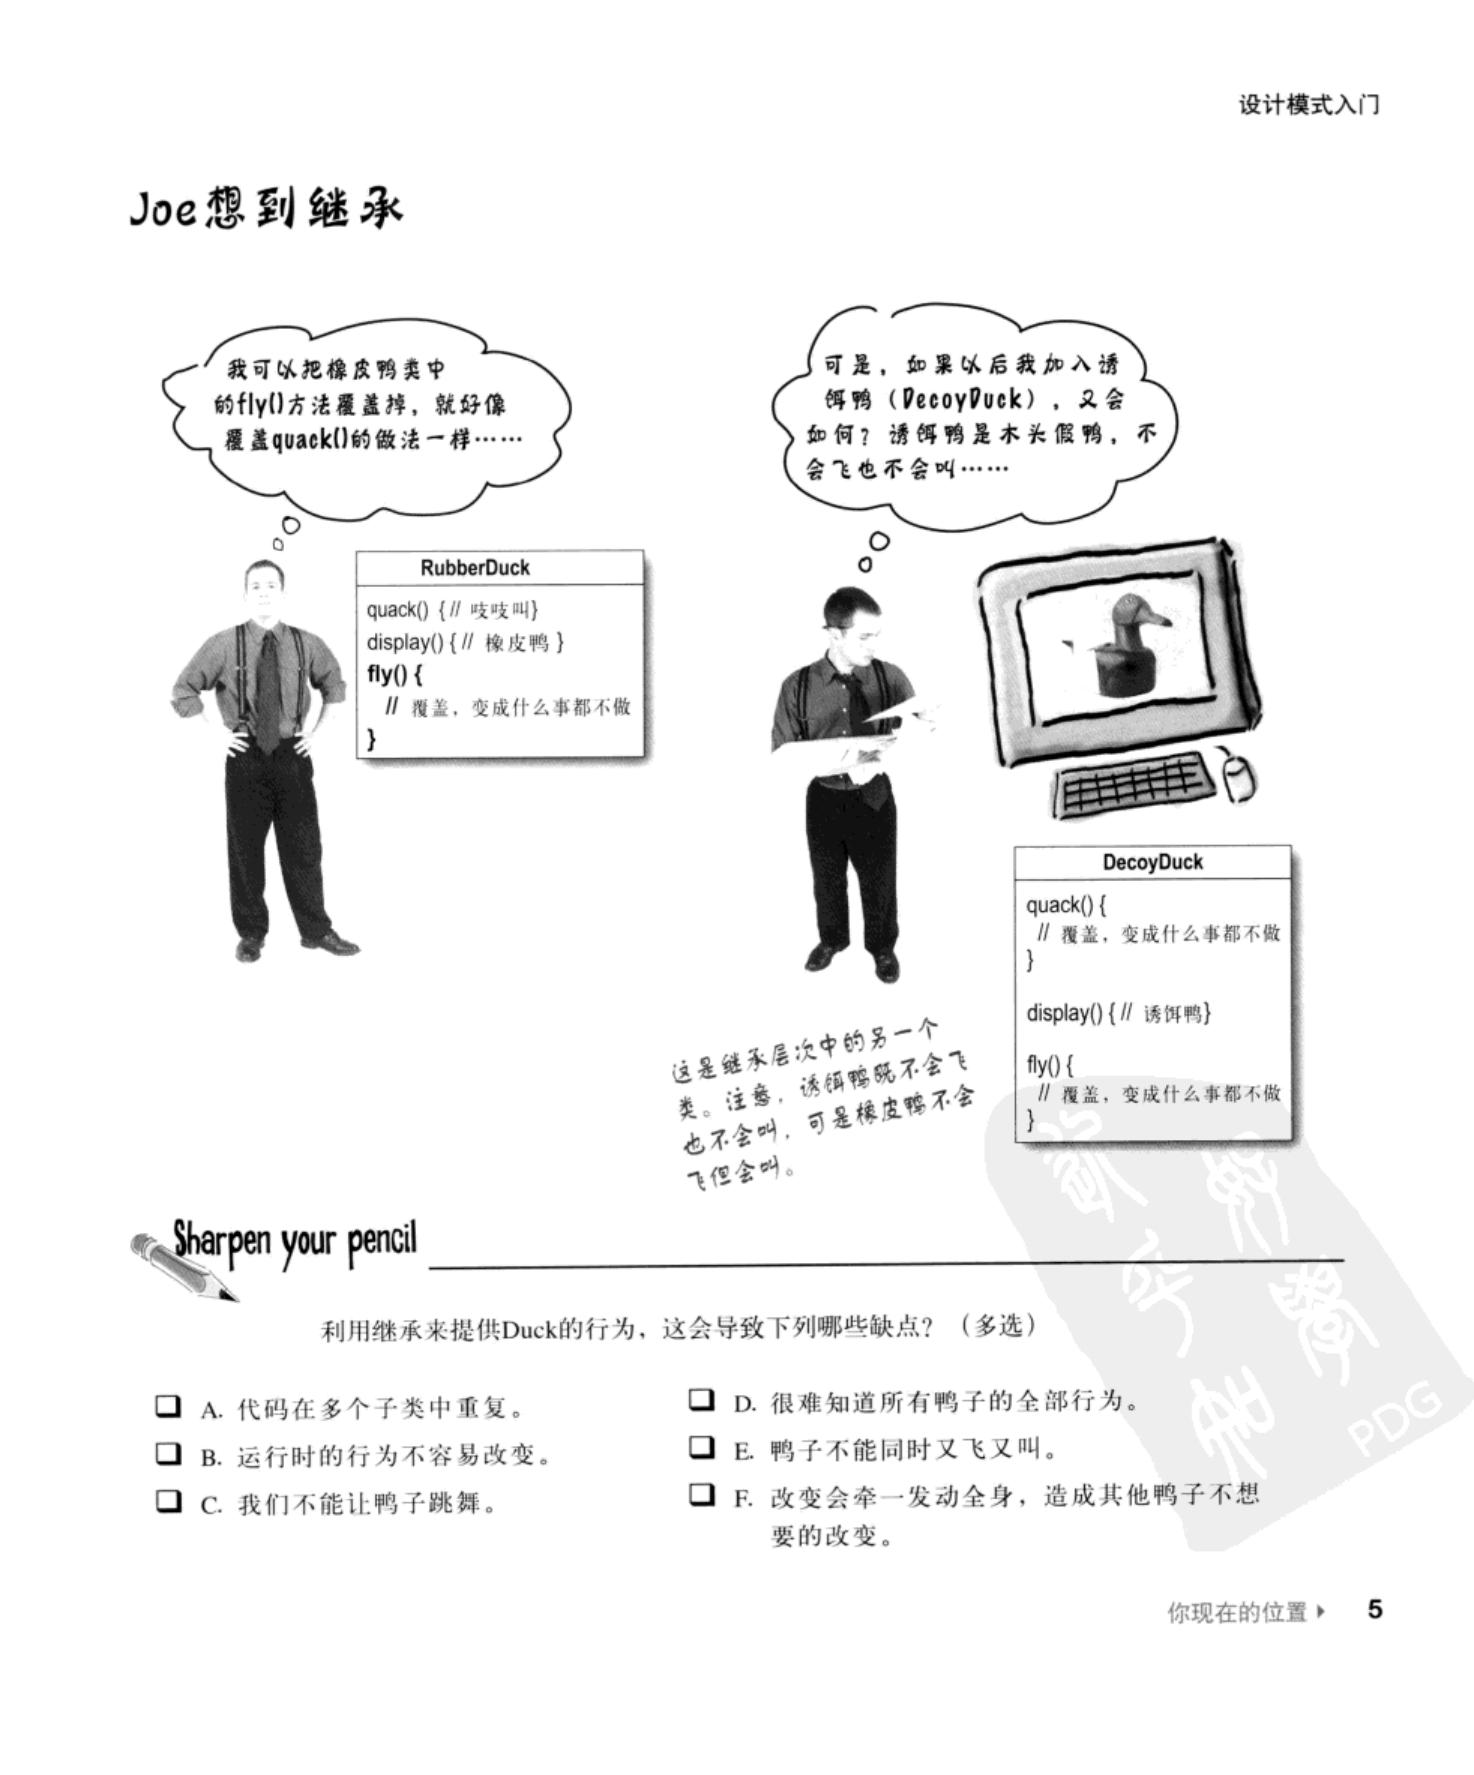 设计模式入门
Joe想到继承
我可以把橡皮鸭类中
的fly()方法覆盖掉，就好像
覆盖quack()的做法一样……
可是，如果以后我加入诱
饵鸭（DecoyDuck），又会
如何？诱饵鸭是木头假鸭，不
会飞也不会叫……
RubberDuck
quack() {// 吱吱叫}
display() {// 橡皮鸭 }
fly() {
// 覆盖，变成什么事都不做
}
DecoyDuck
quack() {
// 覆盖，变成什么事都不做
}
display() {// 诱饵鸭}
fly() {
// 覆盖，变成什么事都不做
}
这是继承层次中的另一个
类。注意，诱饵鸭既不会飞
也不会叫，可是橡皮鸭不会
飞但会叫。
Sharpen your pencil
利用继承来提供Duck的行为，这会导致下列哪些缺点？（多选）
A. 代码在多个子类中重复。
B. 运行时的行为不容易改变。
C. 我们不能让鸭子跳舞。
D. 很难知道所有鸭子的全部行为。
E. 鸭子不能同时又飞又叫。
F. 改变会牵一发动全身，造成其他鸭子不想
要的改变。
PDG
你现在的位置 5